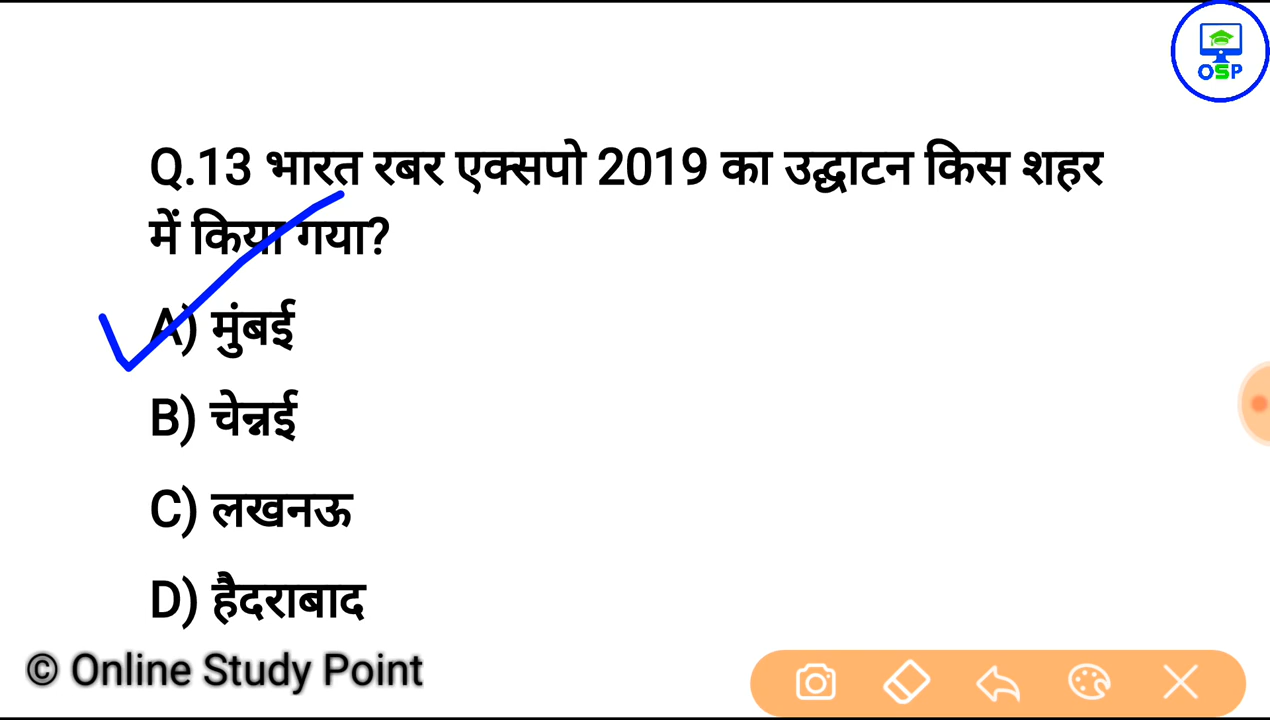 OSP
Q.13 भारत रबर एक्सपो 2019 का उद्घाटन किस शहर
में किया गया?
A) मुंबई
B) चेन्नई
C) लखनऊ
D) हैदराबाद
© Online Study Point